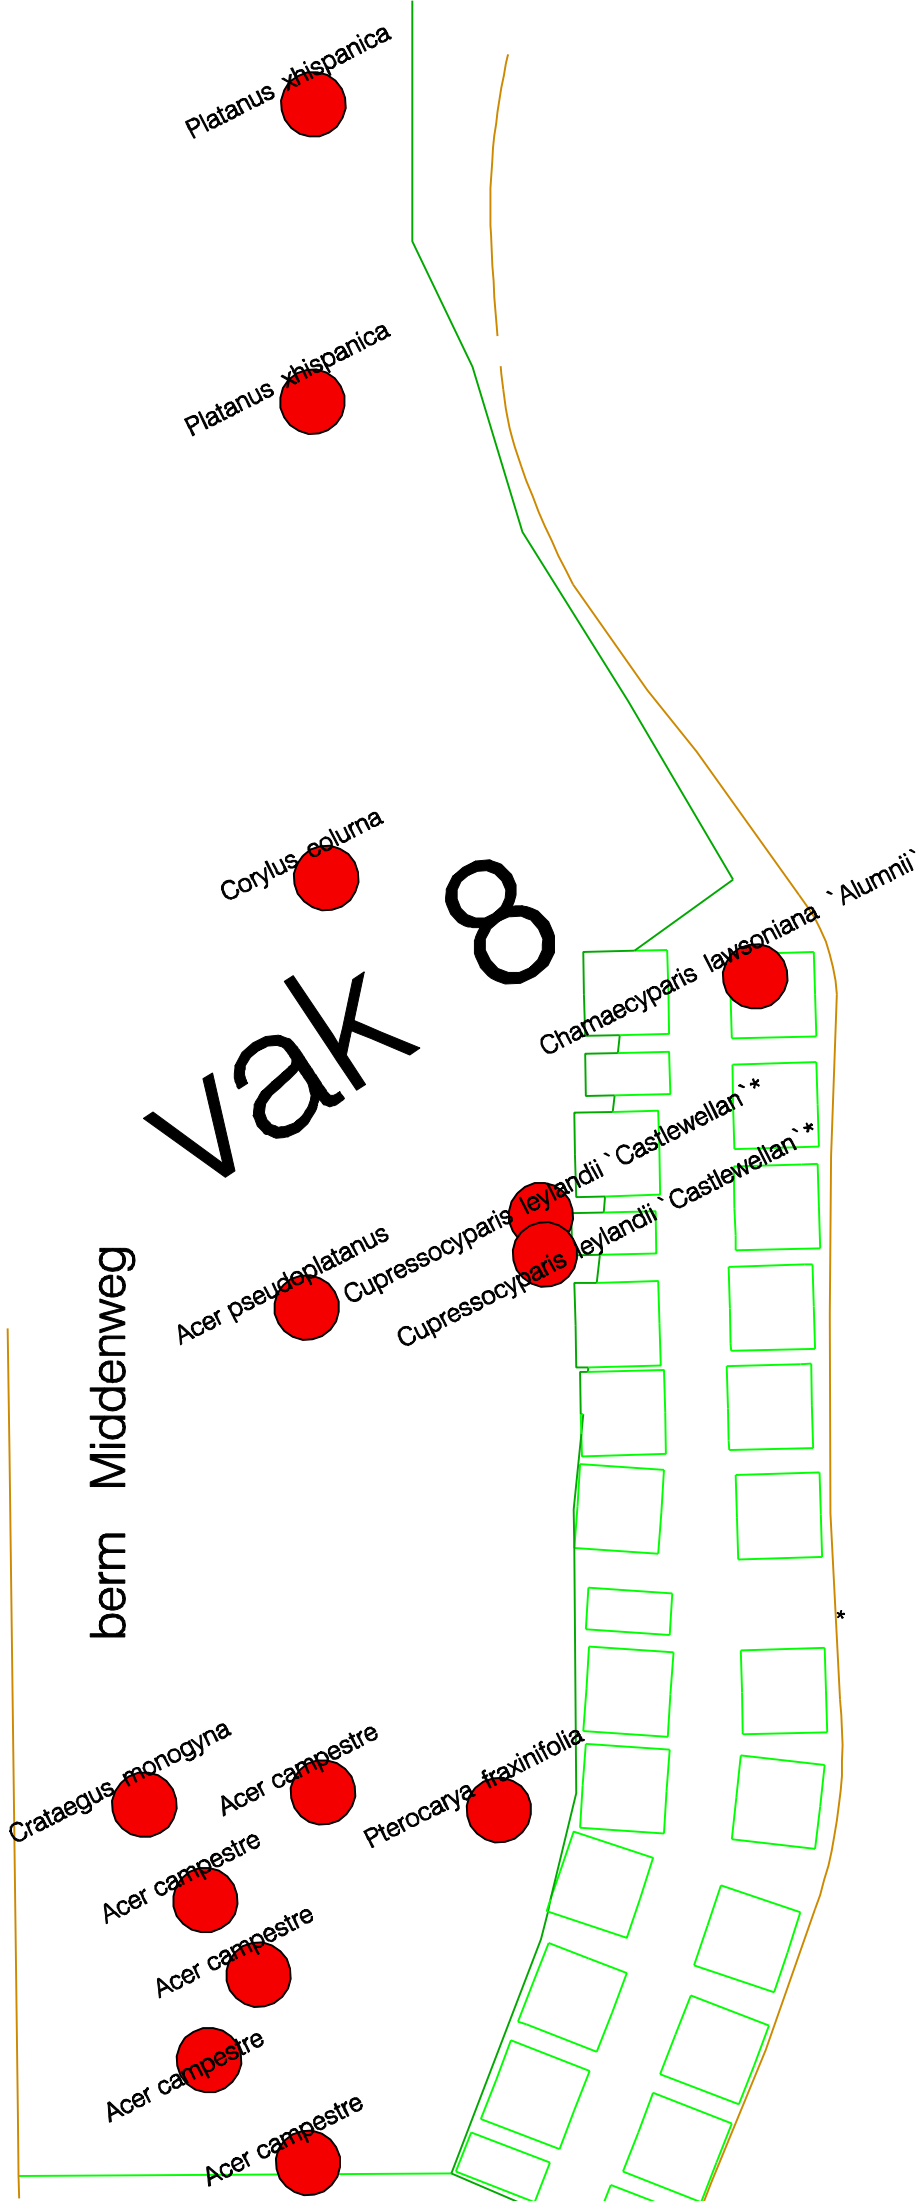 Platanus xhispanica
Platanus xhispanica
Corylus colurna
vak 8
Chamaecyparis lawsoniana `Alumnii`
Cupressocyparis leylandii `Castlewellan`*
Cupressocyparis leylandii `Castlewellan`*
Acer pseudoplatanus
berm Middenweg
*
Crataegus monogyna
Acer campestre
Pterocarya fraxinifolia
Acer campestre
Acer campestre
Acer campestre
Acer campestre